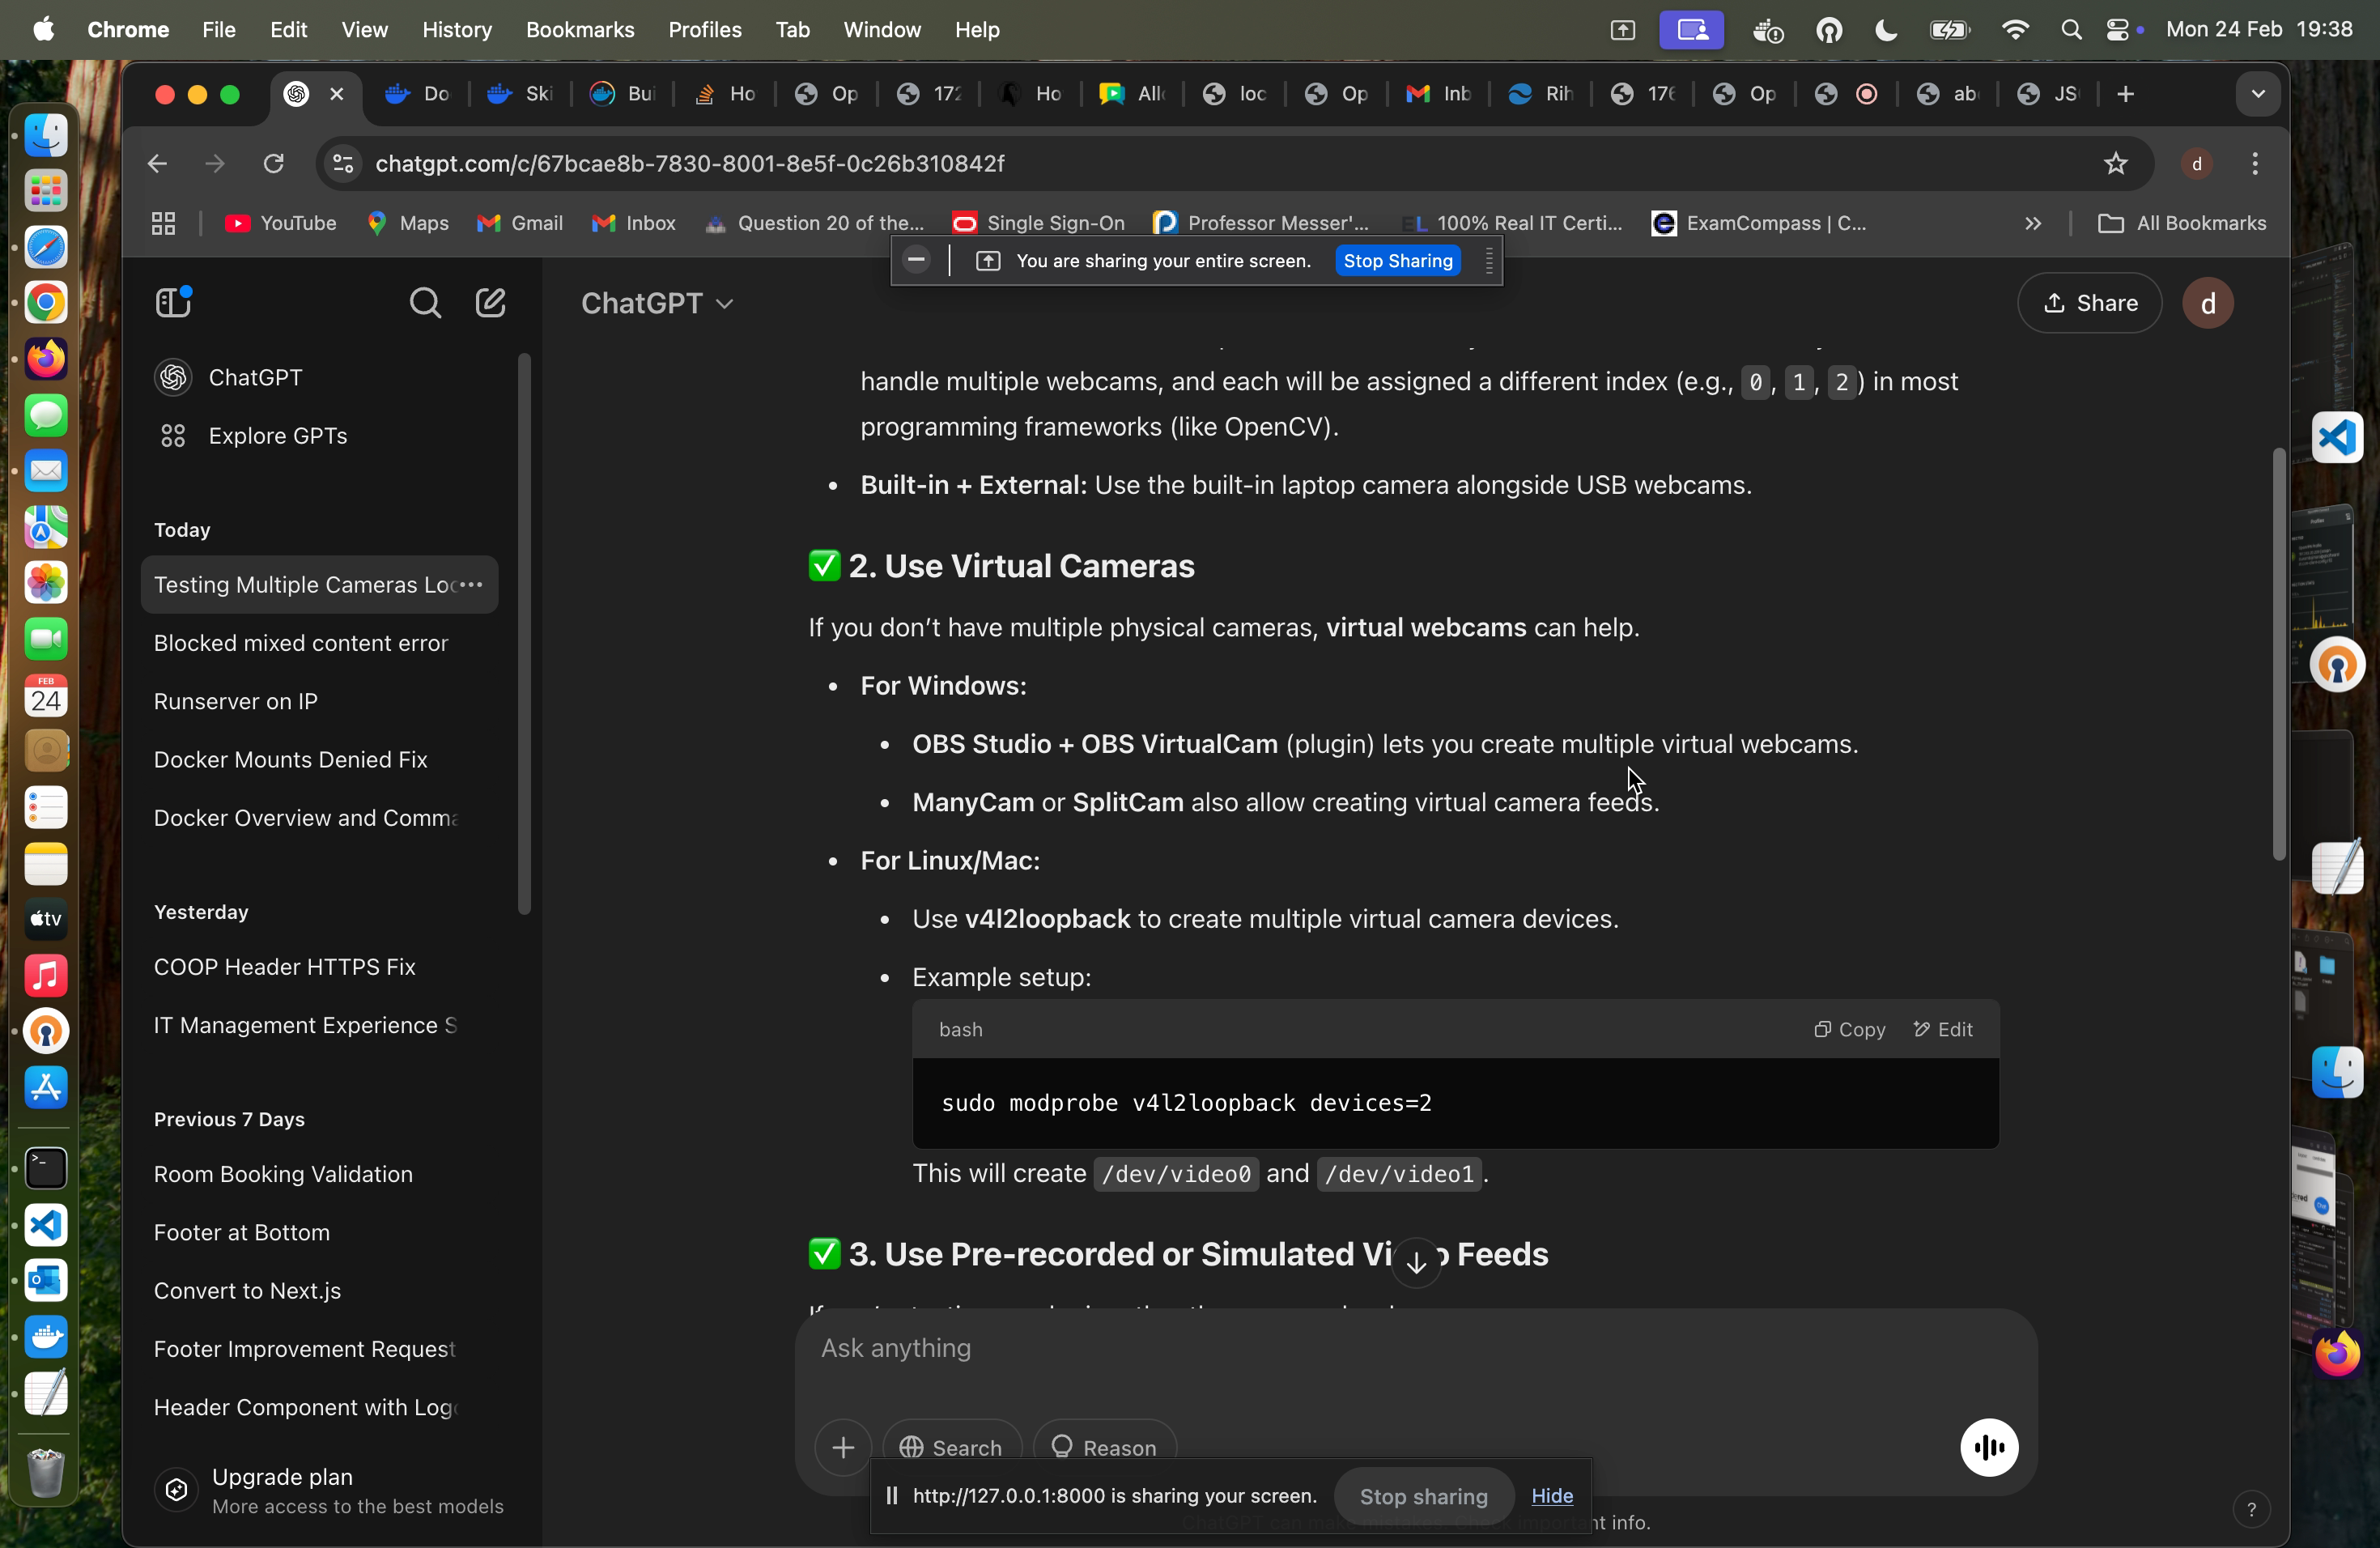 Chrome File Edit View History Bookmarks Profiles Tab Window Help Mon 24 Feb 19:38
Do Ski Bui Ho Op 172 Ho All loc Op Inb Rih 176 Op ab JS
chatgpt.com/c/67bcae8b-7830-8001-8e5f-0c26b310842f d
YouTube Maps Gmail Inbox Question 20 of the... Single Sign-On Professor Messer'... EL 100% Real IT Certi... ExamCompass | C... All Bookmarks
You are sharing your entire screen. Stop Sharing
ChatGPT
Share
d
ChatGPT
Explore GPTs
Today
Testing Multiple Cameras Loc
Blocked mixed content error
Runserver on IP
Docker Mounts Denied Fix
Docker Overview and Comma
Yesterday
COOP Header HTTPS Fix
IT Management Experience S
Previous 7 Days
Room Booking Validation
Footer at Bottom
Convert to Next.js
Footer Improvement Request
Header Component with Logo
Upgrade plan
More access to the best models
handle multiple webcams, and each will be assigned a different index (e.g., 0, 1, 2) in most
programming frameworks (like OpenCV).
• Built-in + External: Use the built-in laptop camera alongside USB webcams.
✅ 2. Use Virtual Cameras
If you don't have multiple physical cameras, virtual webcams can help.
• For Windows:
• OBS Studio + OBS VirtualCam (plugin) lets you create multiple virtual webcams.
• ManyCam or SplitCam also allow creating virtual camera feeds.
• For Linux/Mac:
• Use v4l2loopback to create multiple virtual camera devices.
• Example setup:
bash Copy Edit
sudo modprobe v4l2loopback devices=2
This will create /dev/video0 and /dev/video1.
✅ 3. Use Pre-recorded or Simulated Vi o Feeds
Ask anything
Search Reason
http://127.0.0.1:8000 is sharing your screen. Stop sharing Hide
nt info.
?
FEB
24
tv